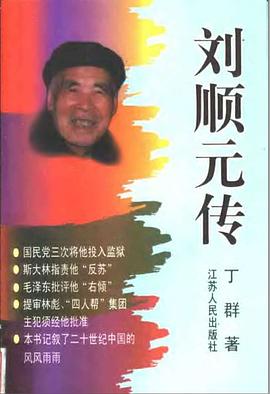 刘顺元传
丁群著
江苏人民出版社
●国民党三次将他投入监狱
●斯大林指责他“反苏”
●毛泽东批评他“右倾”
●提审林彪、“四人帮”集团
主犯须经他批准
●本书记叙了二十世纪中国的
风风雨雨